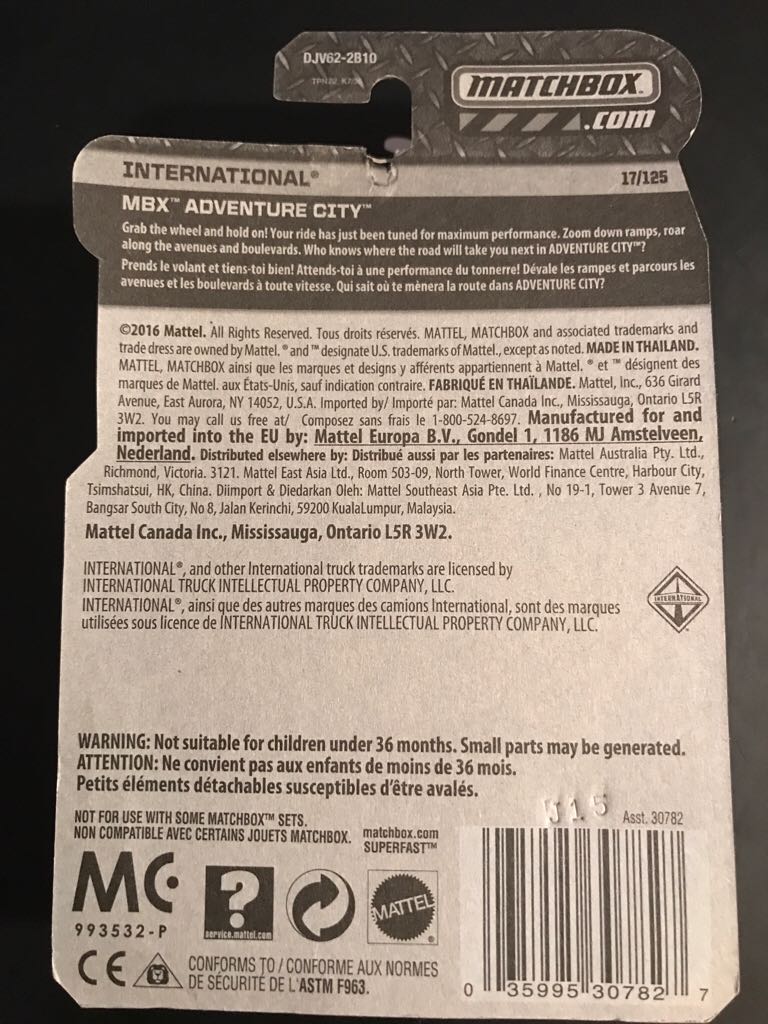 DJV62-2B10
MATCHBOX
.com
INTERNATIONAL®
17/125
MBX™ ADVENTURE CITY™
Grab the wheel and hold on! Your ride has just been tuned for maximum performance. Zoom down ramps, roar
along the avenues and boulevards. Who knows where the road will take you next in ADVENTURE CITY™?
Prends le volant et tiens-toi bien! Attends-toi à une performance du tonnerre! Dévale les rampes et parcours les
avenues et les boulevards à toute vitesse. Qui sait où te mènera la route dans ADVENTURE CITY?
©2016 Mattel. All Rights Reserved. Tous droits réservés. MATTEL, MATCHBOX and associated trademarks and
trade dress are owned by Mattel. ® and ™ designate U.S. trademarks of Mattel., except as noted. MADE IN THAILAND.
MATTEL, MATCHBOX ainsi que les marques et designs y afférents appartiennent à Mattel. ® et ™ désignent des
marques de Mattel. aux États-Unis, sauf indication contraire. FABRIQUÉ EN THAÏLANDE. Mattel, Inc., 636 Girard
Avenue, East Aurora, NY 14052, U.S.A. Imported by/ Importé par: Mattel Canada Inc., Mississauga, Ontario L5R
3W2. You may call us free at/ Composez sans frais le 1-800-524-8697. Manufactured for and
imported into the EU by: Mattel Europa B.V., Gondel 1, 1186 MJ Amstelveen,
Nederland. Distributed elsewhere by: Distribué aussi par les partenaires: Mattel Australia Pty. Ltd.,
Richmond, Victoria. 3121. Mattel East Asia Ltd., Room 503-09, North Tower, World Finance Centre, Harbour City,
Tsimshatsui, HK, China. Diimport & Diedarkan Oleh: Mattel Southeast Asia Pte. Ltd. , No 19-1, Tower 3 Avenue 7,
Bangsar South City, No 8, Jalan Kerinchi, 59200 KualaLumpur, Malaysia.
Mattel Canada Inc., Mississauga, Ontario L5R 3W2.
INTERNATIONAL®, and other International truck trademarks are licensed by
INTERNATIONAL TRUCK INTELLECTUAL PROPERTY COMPANY, LLC.
INTERNATIONAL®, ainsi que des autres marques des camions International, sont des marques
utilisées sous licence de INTERNATIONAL TRUCK INTELLECTUAL PROPERTY COMPANY, LLC.
INTERNATIONAL
WARNING: Not suitable for children under 36 months. Small parts may be generated.
ATTENTION: Ne convient pas aux enfants de moins de 36 mois.
Petits éléments détachables susceptibles d'être avalés.
J15
Asst. 30782
NOT FOR USE WITH SOME MATCHBOX™ SETS.
NON COMPATIBLE AVEC CERTAINS JOUETS MATCHBOX.
matchbox.com
SUPERFAST™
MC
993532-P
?
service.mattel.com
MATTEL
®
CE
CONFORMS TO / CONFORME AUX NORMES
DE SÉCURITÉ DE L'ASTM F963.
0 35995 30782 7